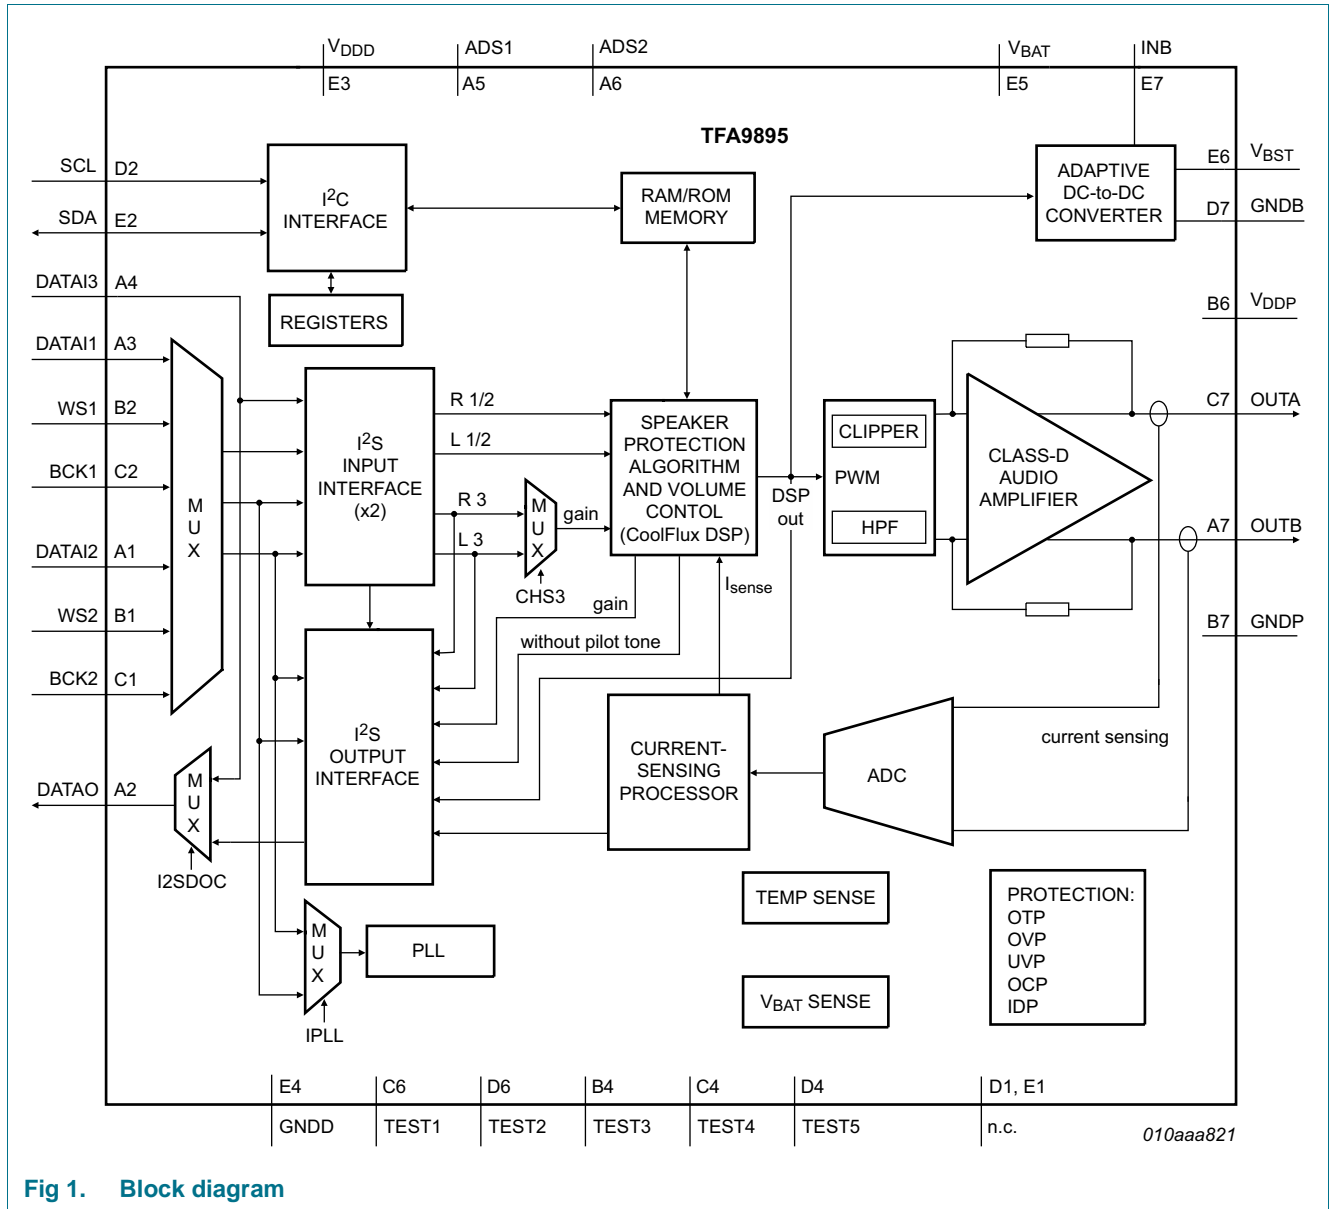 VDDD
ADS1
ADS2
VBAT
INB
E3
A5
A6
E5
E7
TFA9895
SCL
D2
SDA
E2
I2C
INTERFACE
RAM/ROM
MEMORY
ADAPTIVE
DC-to-DC
CONVERTER
E6
VBST
D7
GNDB
DATAI3
A4
REGISTERS
B6
VDDP
DATAI1
A3
WS1
B2
BCK1
C2
DATAI2
A1
WS2
B1
BCK2
C1
MUX
I2S
INPUT
INTERFACE
(x2)
R 1/2
L 1/2
R 3
L 3
MUX
CHS3
gain
SPEAKER
PROTECTION
ALGORITHM
AND VOLUME
CONTOL
(CoolFlux DSP)
DSP
out
CLIPPER
PWM
HPF
CLASS-D
AUDIO
AMPLIFIER
C7
OUTA
A7
OUTB
B7
GNDP
Isense
gain
without pilot tone
I2S
OUTPUT
INTERFACE
CURRENT-
SENSING
PROCESSOR
ADC
current sensing
DATAO
A2
MUX
I2SDOC
MUX
IPLL
PLL
TEMP SENSE
VBAT SENSE
PROTECTION:
OTP
OVP
UVP
OCP
IDP
E4
C6
D6
B4
C4
D4
D1, E1
GNDD
TEST1
TEST2
TEST3
TEST4
TEST5
n.c.
010aaa821
Fig 1. Block diagram